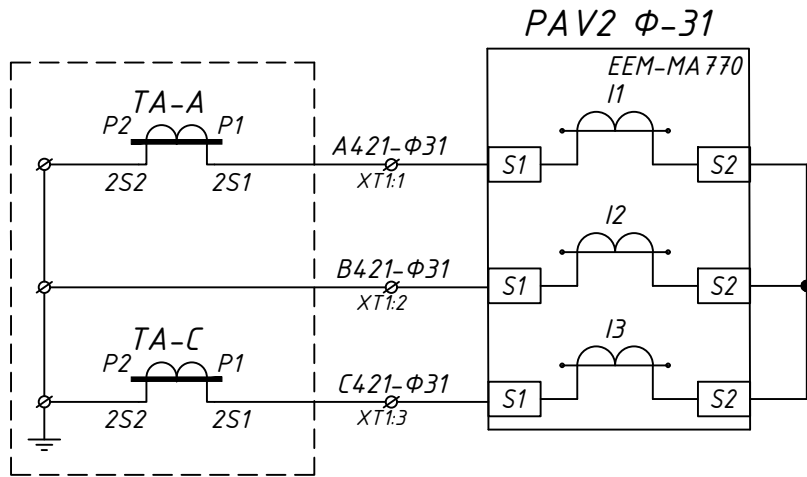 PAV2 Ф-31
EEM-MA770
TA-A
P2 P1
2S2 2S1
A421-Ф31
XT1:1
I1
S1 S2
B421-Ф31
XT1:2
I2
S1 S2
TA-C
P2 P1
2S2 2S1
C421-Ф31
XT1:3
I3
S1 S2